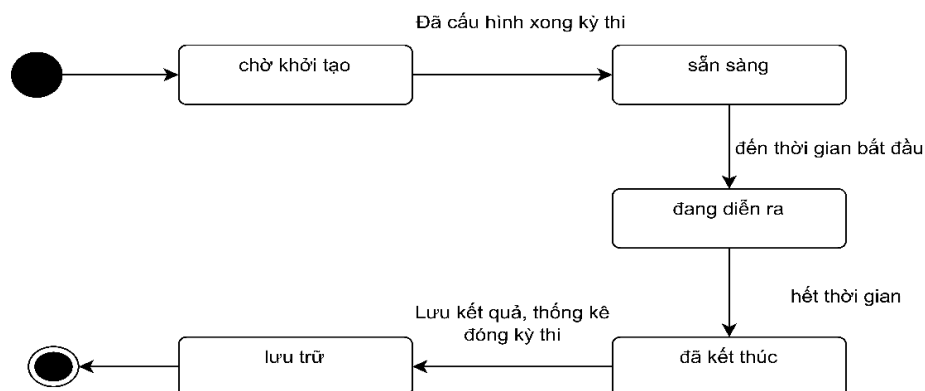 Đã cấu hình xong kỳ thi
chờ khởi tạo
sẵn sàng
đến thời gian bắt đầu
đang diễn ra
hết thời gian
Lưu kết quả, thống kê
đóng kỳ thi
lưu trữ
đã kết thúc